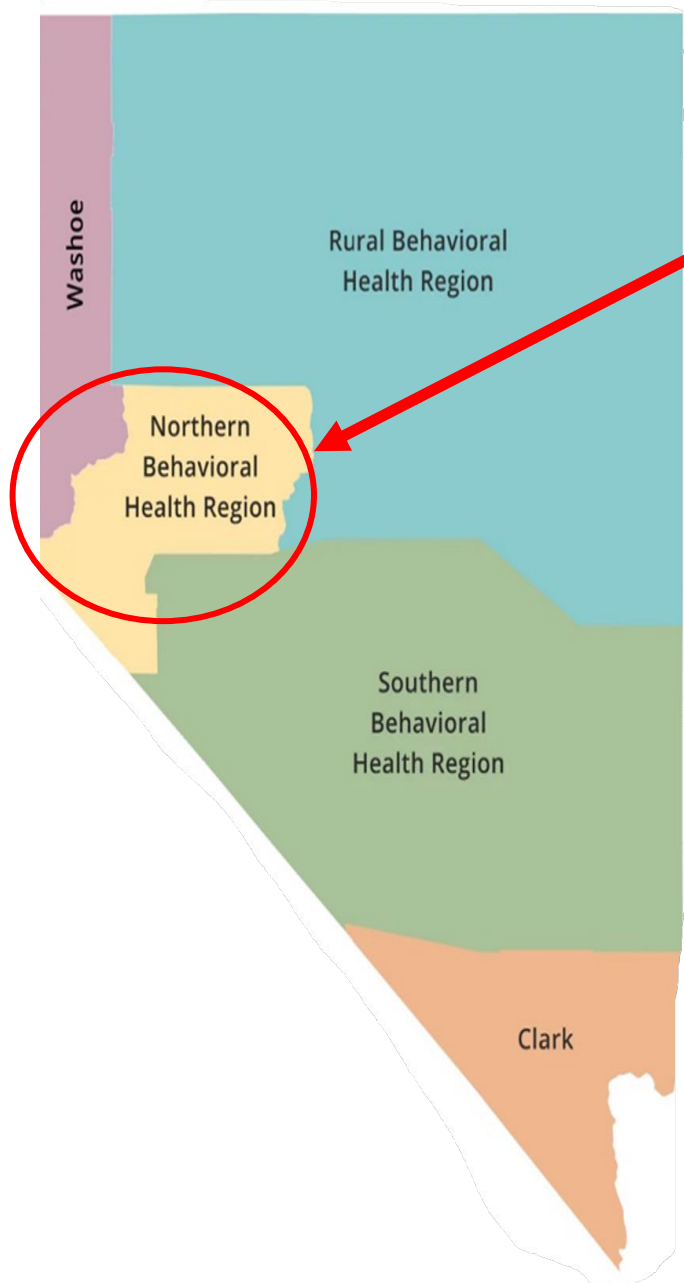 Washoe
Rural Behavioral
Health Region
Northern
Behavioral
Health Region
Southern
Behavioral
Health Region
Clark